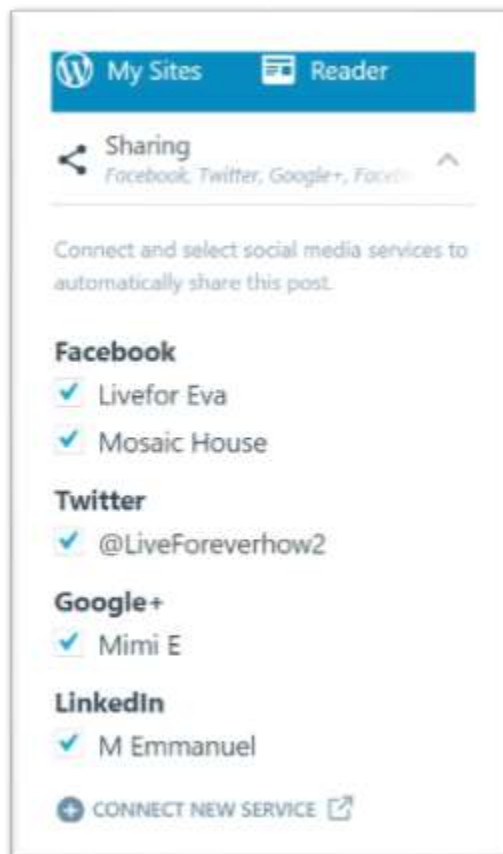 My Sites Reader
Sharing
Facebook, Twitter, Google+,
Connect and select social media services to
automatically share this post.
Facebook
Livefor Eva
Mosaic House
Twitter
@LiveForeverhow2
Google+
Mimi E
LinkedIn
M Emmanuel
CONNECT NEW SERVICE